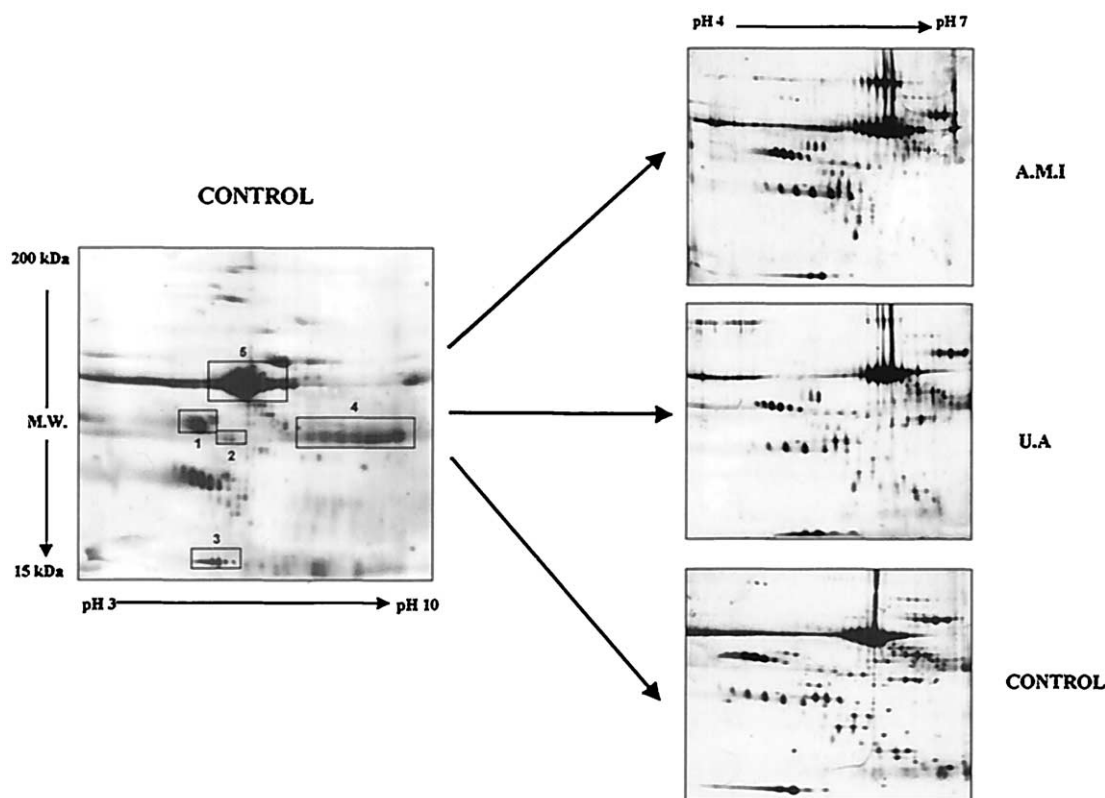 pH 4
pH 7
A.M.I
CONTROL
200 kDa
M.W.
15 kDa
5
4
1
2
3
pH 3
pH 10
U.A
CONTROL